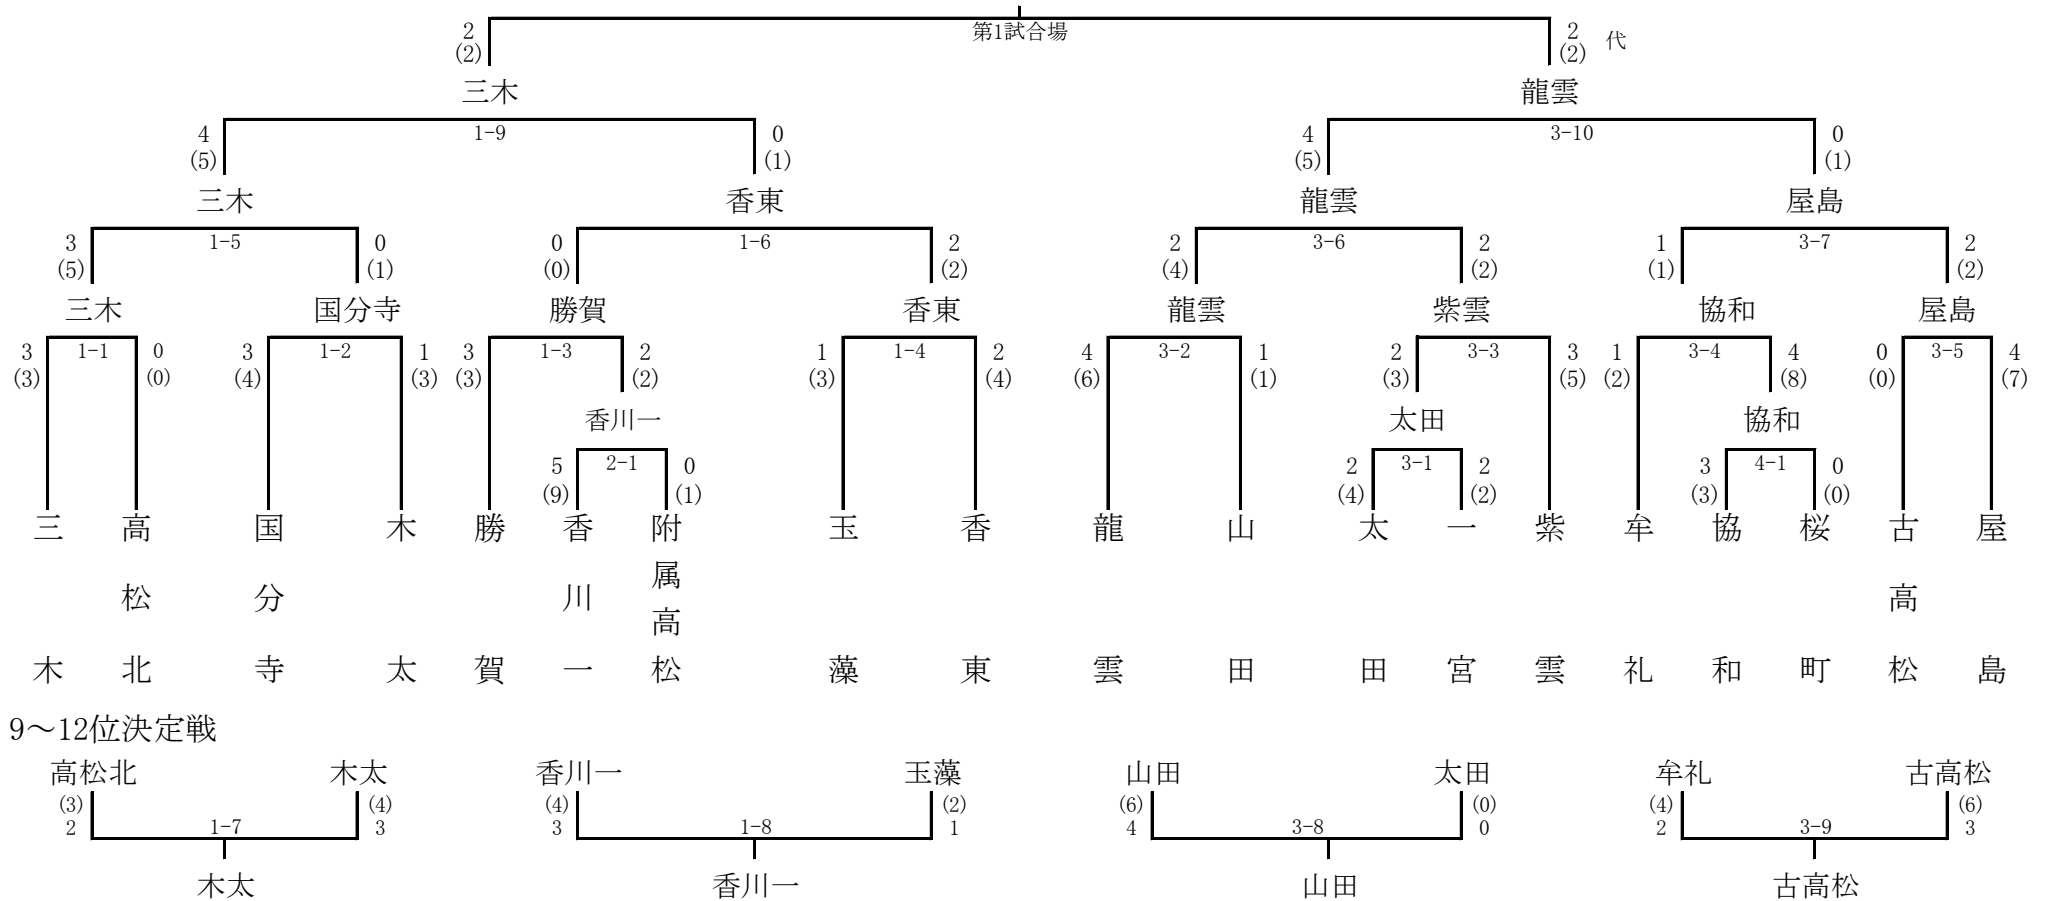 第1試合場
2 2
(2) (2) 代
三木 龍雲
4 1-9 0 4 3-10 0
(5) (1) (5) (1)
三木 香東 龍雲 屋島
3 1-5 0 0 1-6 2 2 3-6 2 1 3-7 2
(5) (1) (0) (2) (4) (2) (1) (2)
三木 国分寺 勝賀 香東 龍雲 紫雲 協和 屋島
3 1-1 0 3 1-2 1 3 1-3 2 1 1-4 2 4 3-2 1 2 3-3 3 1 3-4 4 0 3-5 4
(3) (0) (4) (3) (3) (2) (3) (4) (6) (1) (3) (5) (2) (8) (0) (7)
香川一 太田 協和
5 2-1 0 2 3-1 2 3 4-1 0
(9) (1) (4) (2) (3) (0)
三木
高松北
国分寺
木太
勝賀
香川一
附属高松
玉藻
香東
龍雲
山田
太田
一宮
紫雲
牟礼
協和
桜町
古高松
屋島
9～12位決定戦
高松北 木太 香川一 玉藻 山田 太田 牟礼 古高松
(3) (4) (4) (2) (6) (0) (4) (6)
2 1-7 3 3 1-8 1 4 3-8 0 2 3-9 3
木太 香川一 山田 古高松